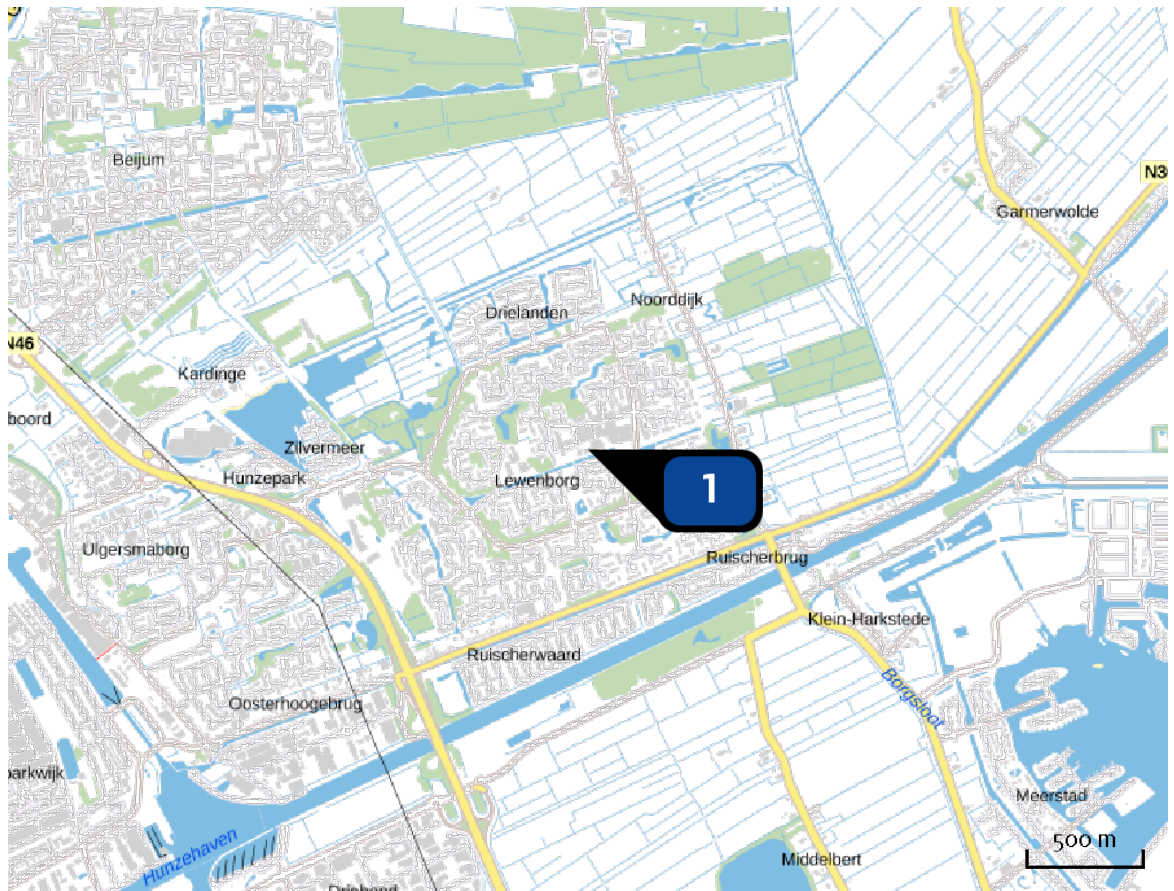 Beijum
N3
Garmerwolde
Noorddijk
Drielanden
N46
Kardinge
boord
Zilvermeer
Hunzepark
Lewenborg
1
Ulgersmaborg
Ruischerbrug
Klein-Harkstede
Ruischerwaard
Borgsloot
Oosterhoogebrug
parkwijk
Meerstad
500 m
Hunzehaven
Middelbert